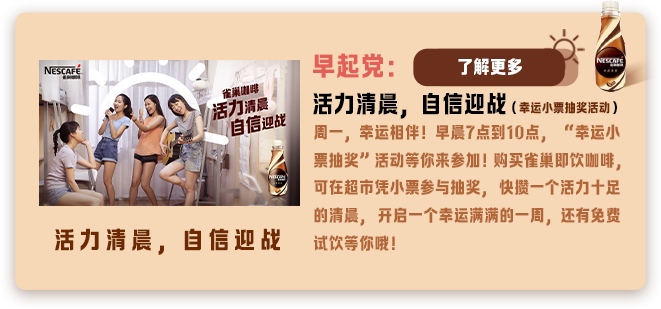 早起党：
了解更多
NESCAFÉ
雀巢咖啡
雀巢咖啡
活力清晨
自信迎战
活力清晨，自信迎战（幸运小票抽奖活动）
周一，幸运相伴！早晨7点到10点，“幸运小
票抽奖”活动等你来参加！购买雀巢即饮咖啡，
可在超市凭小票参与抽奖，快攒一个活力十足
的清晨，开启一个幸运满满的一周，还有免费
试饮等你哦！
活力清晨，自信迎战
NESCAFÉ